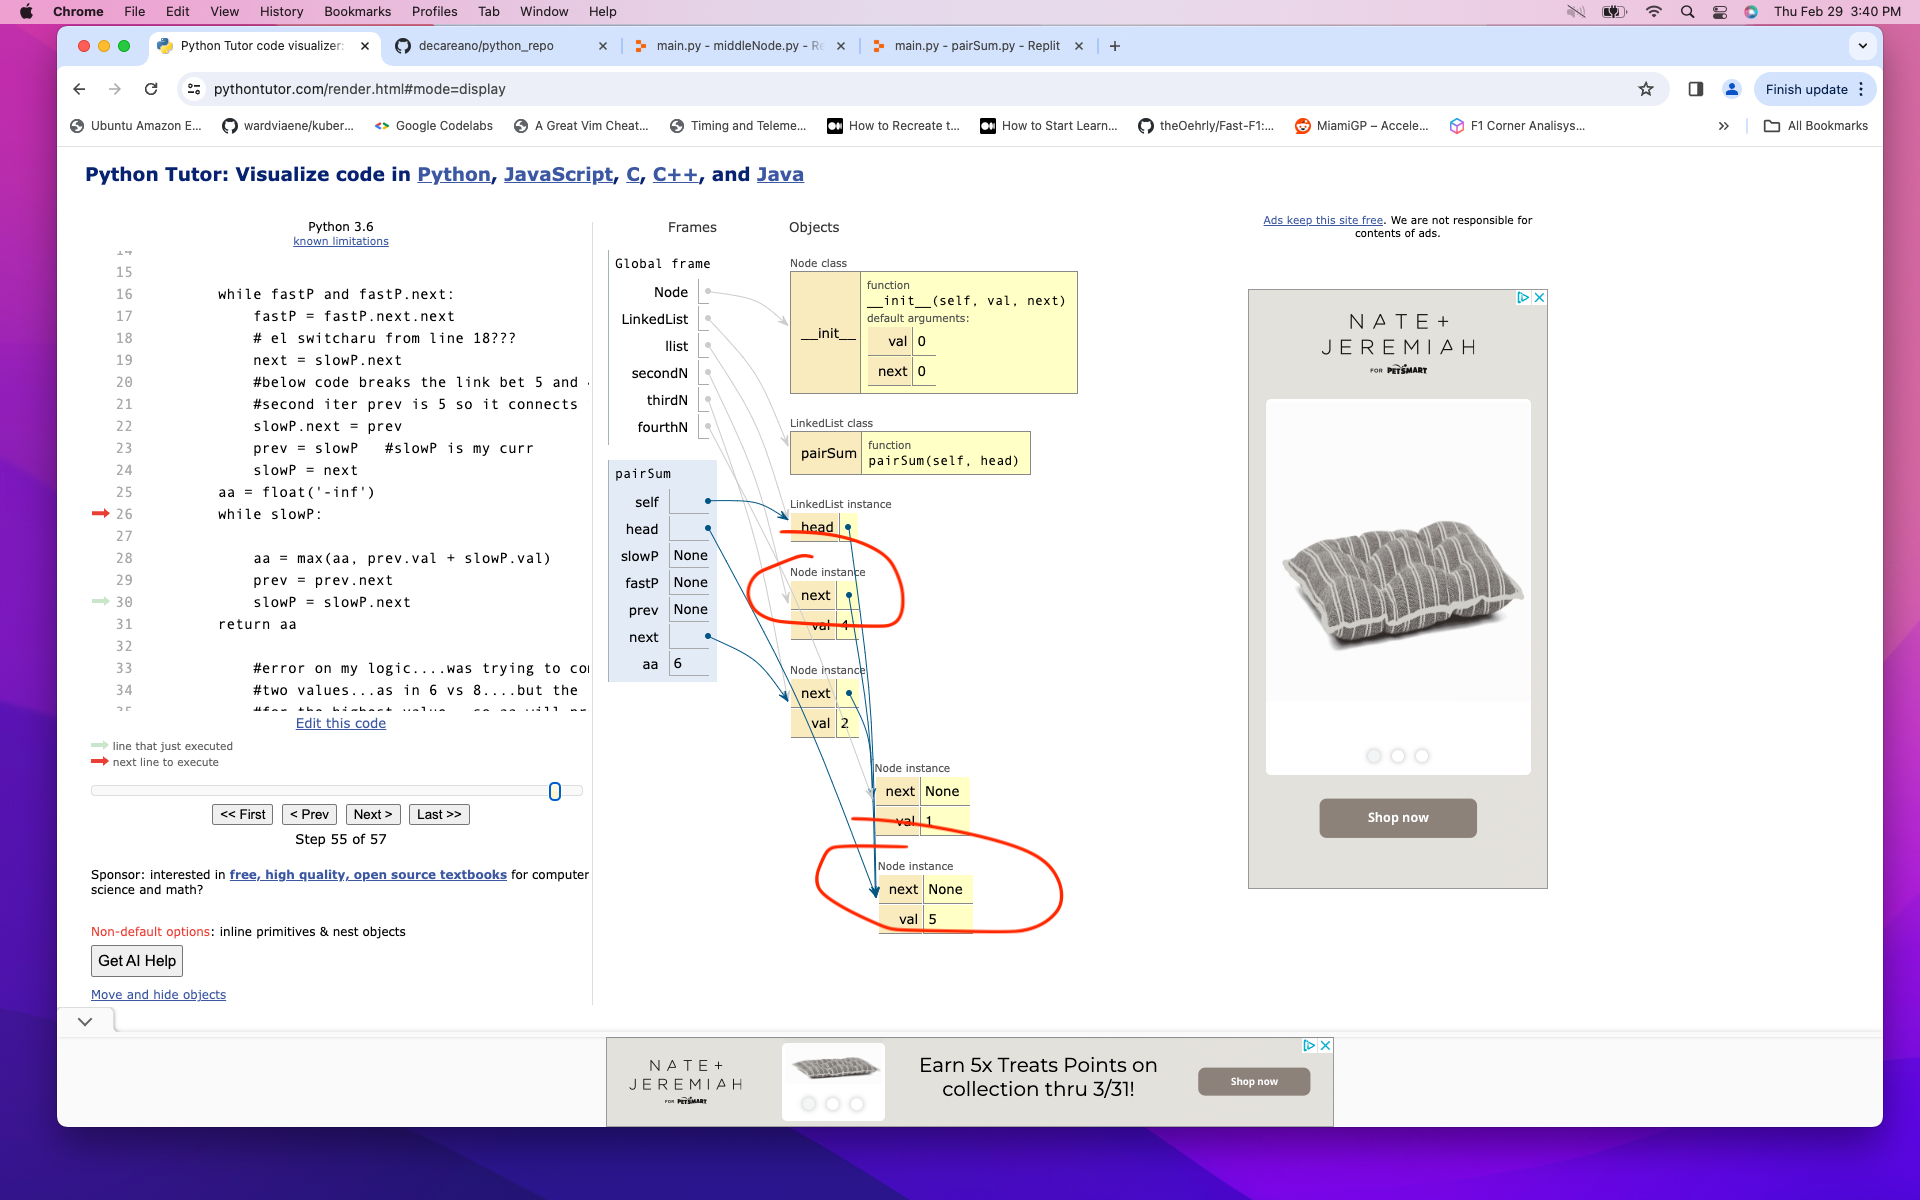 Chrome File Edit View History Bookmarks Profiles Tab Window Help Thu Feb 29 3:40 PM
Python Tutor code visualizer: decareano/python_repo main.py - middleNode.py - Re main.py - pairSum.py - Replit
pythontutor.com/render.html#mode=display Finish update
Ubuntu Amazon E... wardviaene/kuber... Google Codelabs A Great Vim Cheat... Timing and Teleme... How to Recreate t... How to Start Learn... theOehrly/Fast-F1:... MiamiGP – Accele... F1 Corner Analisys... All Bookmarks
Python Tutor: Visualize code in Python, JavaScript, C, C++, and Java
Python 3.6
known limitations
14
15
16 while fastP and fastP.next:
17 fastP = fastP.next.next
18 # el switcharu from line 18???
19 next = slowP.next
20 #below code breaks the link bet 5 and
21 #second iter prev is 5 so it connects
22 slowP.next = prev
23 prev = slowP #slowP is my curr
24 slowP = next
25 aa = float('-inf')
26 while slowP:
27
28 aa = max(aa, prev.val + slowP.val)
29 prev = prev.next
30 slowP = slowP.next
31 return aa
32
33 #error on my logic....was trying to co
34 #two values...as in 6 vs 8....but the
35
Edit this code
line that just executed
next line to execute
<< First < Prev Next > Last >>
Step 55 of 57
Sponsor: interested in free, high quality, open source textbooks for computer
science and math?
Non-default options: inline primitives & nest objects
Get AI Help
Move and hide objects
Frames Objects
Global frame
Node
LinkedList
llist
secondN
thirdN
fourthN
pairSum
self
head
slowP None
fastP None
prev None
next
aa 6
Node class
__init__
function
__init__(self, val, next)
default arguments:
val 0
next 0
LinkedList class
pairSum
function
pairSum(self, head)
LinkedList instance
head
Node instance
next
val 4
Node instance
next
val 2
Node instance
next None
val 1
Node instance
next None
val 5
Ads keep this site free. We are not responsible for
contents of ads.
NATE+
JEREMIAH
FOR PETSMART
Shop now
NATE+
JEREMIAH
FOR PETSMART
Earn 5x Treats Points on
collection thru 3/31!
Shop now